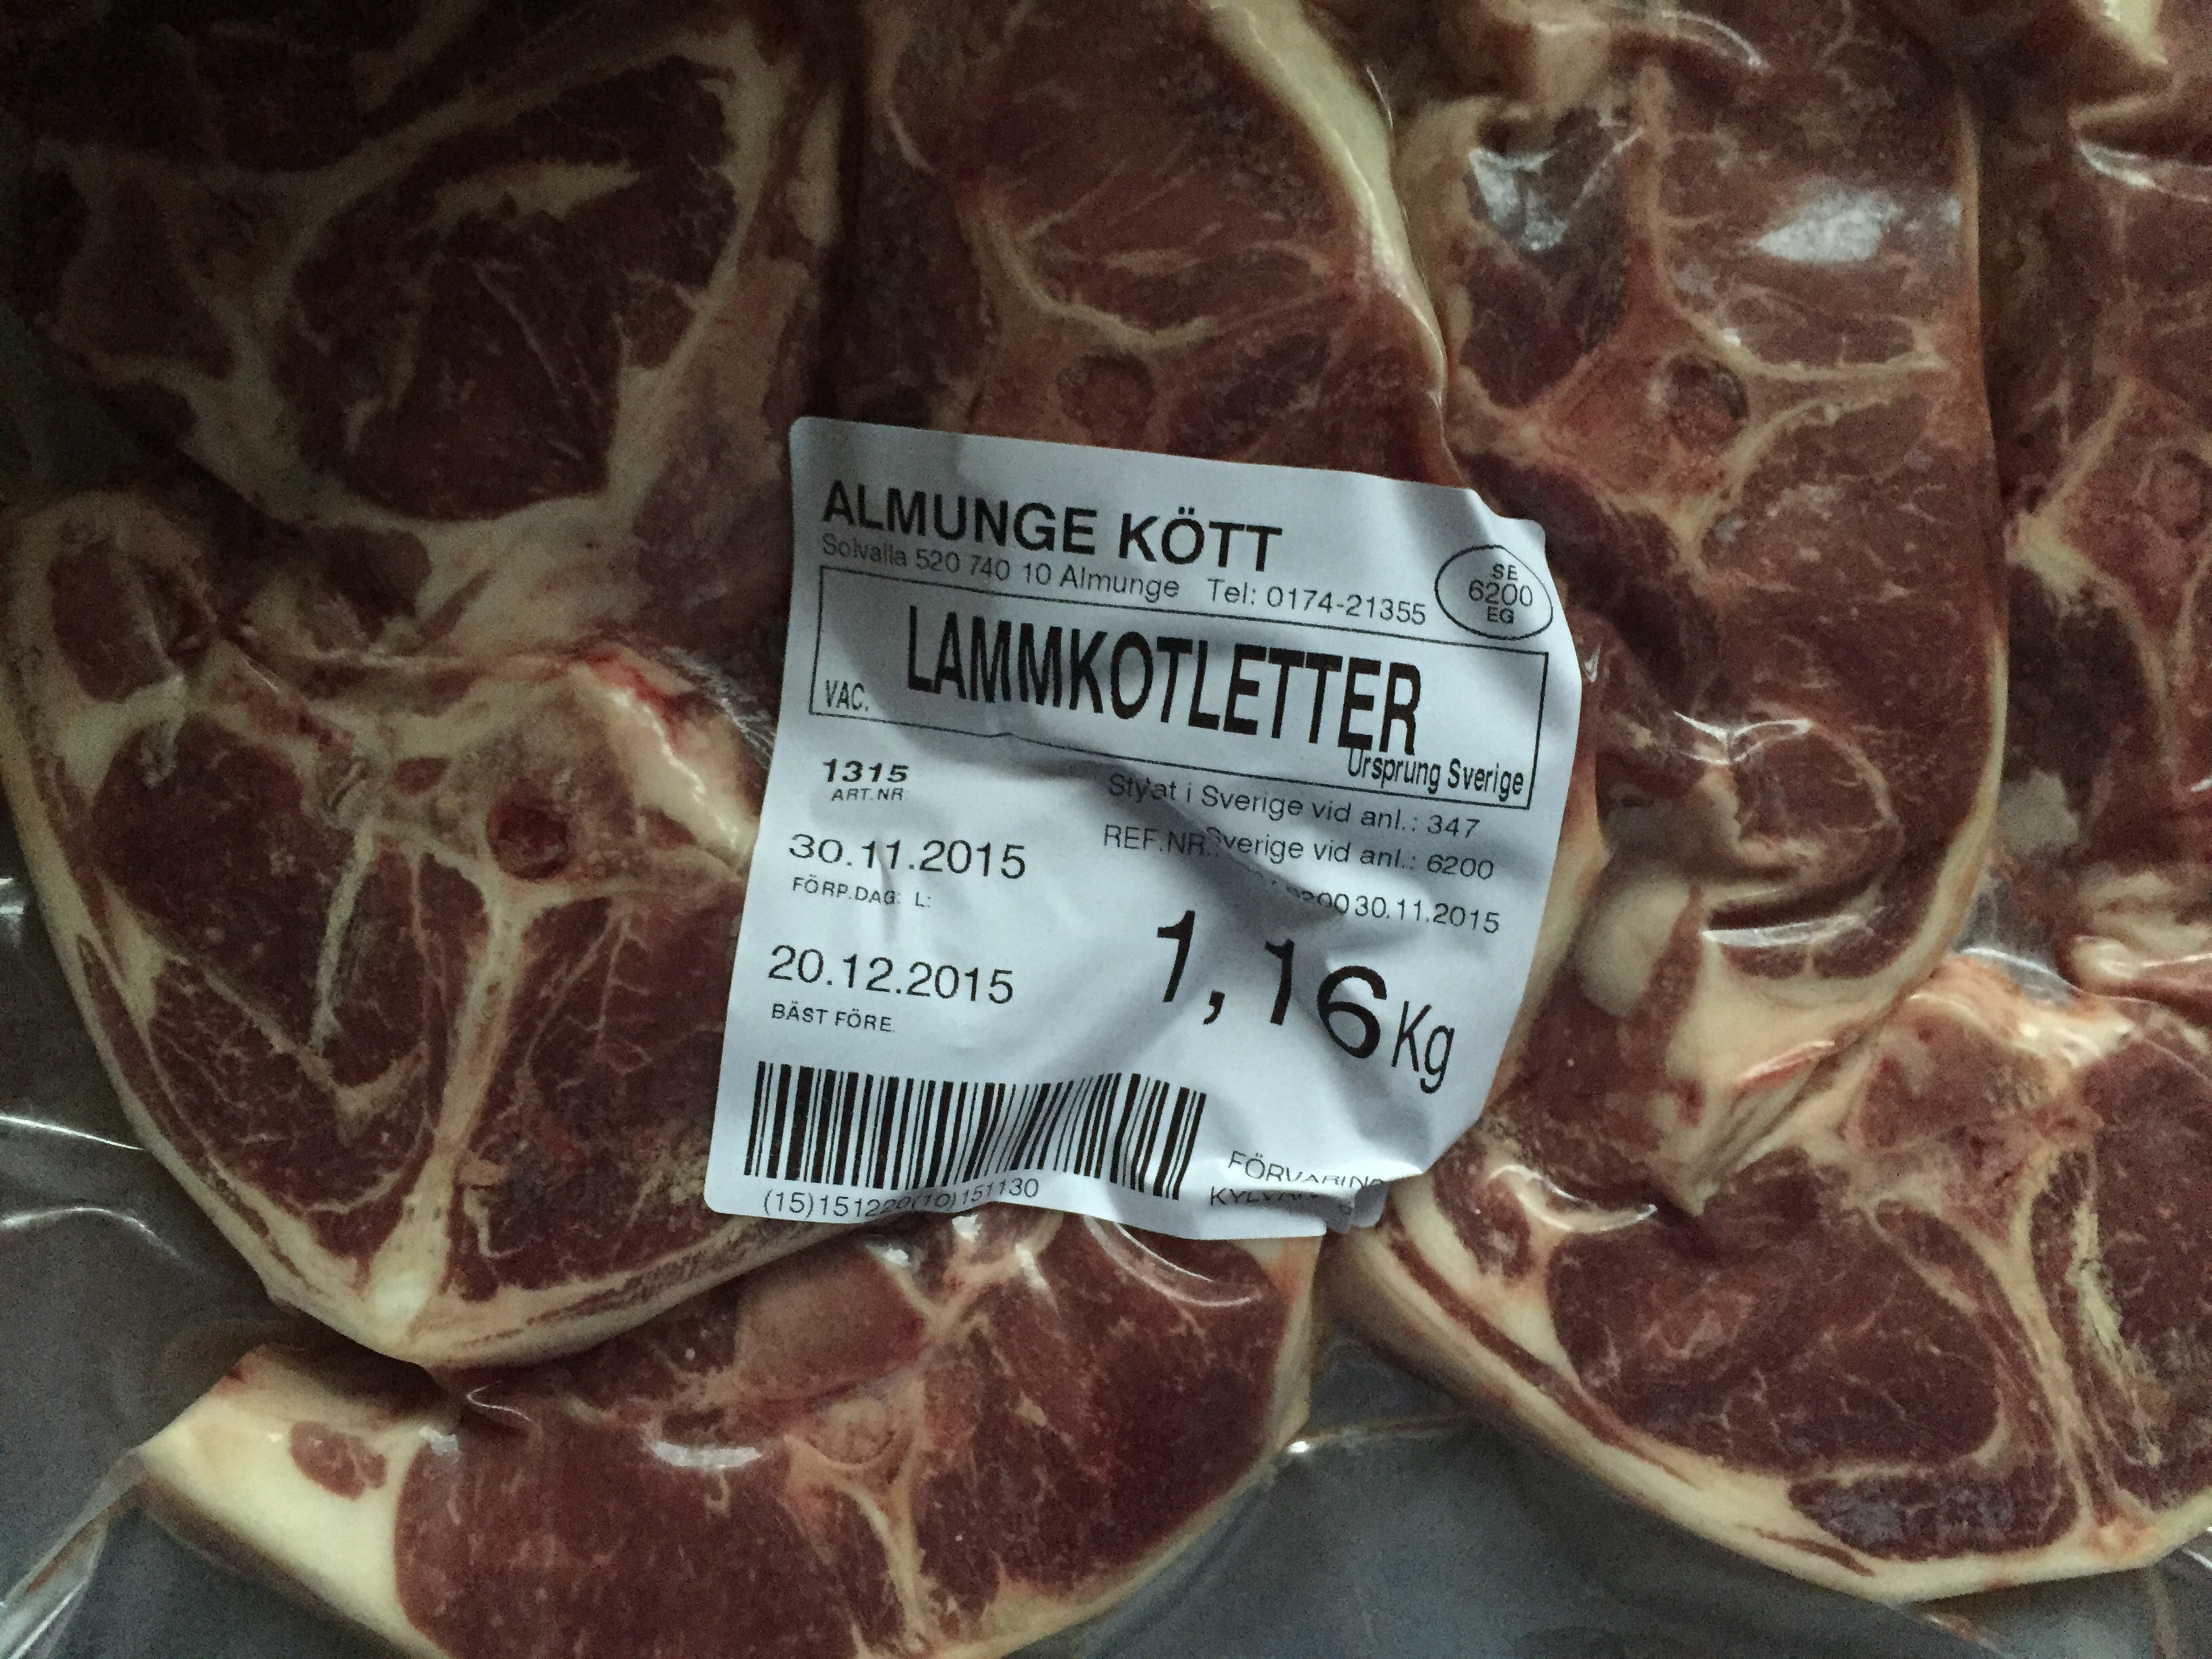 ALMUNGE KÖTT
Solvalla 520 740 10 Almunge Tel: 0174-21355
SE
6200
EG
LAMMKOTLETTER
VAC.
Ursprung Sverige
1315
ART.NR
Styckat i Sverige vid anl.: 347
REF.NR. Sverige vid anl.: 6200
30.11.2015
FÖRP.DAG: L:
30.11.2015
20.12.2015
BÄST FÖRE
1,16 Kg
(15)151220(10)151130
FÖRVARING